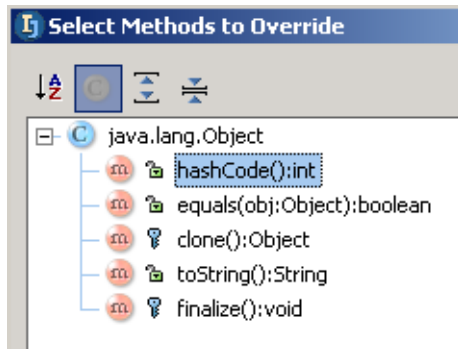 Select Methods to Override
java.lang.Object
hashCode():int
equals(obj:Object):boolean
clone():Object
toString():String
finalize():void